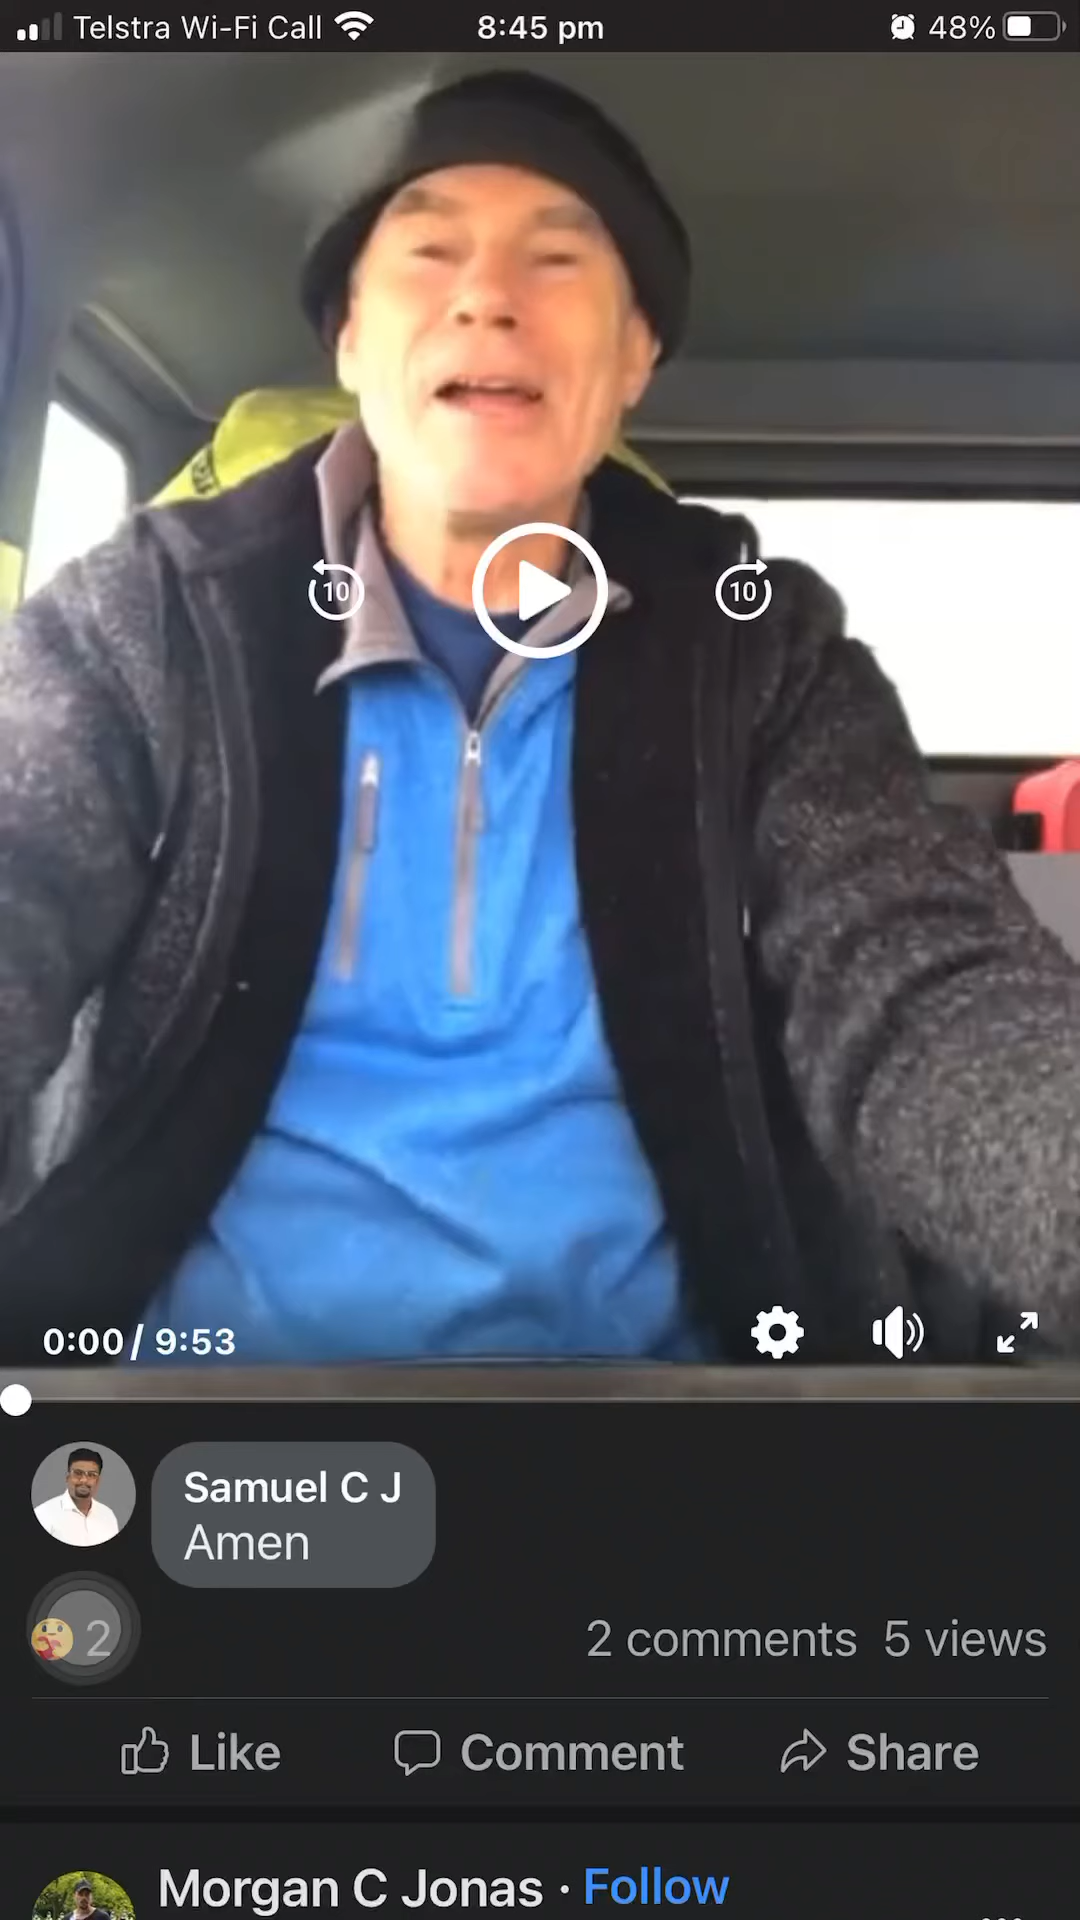 Telstra Wi-Fi Call 8:45 pm 48%
10 10
0:00 / 9:53
Samuel C J
Amen
2 2 comments 5 views
Like Comment Share
Morgan C Jonas · Follow